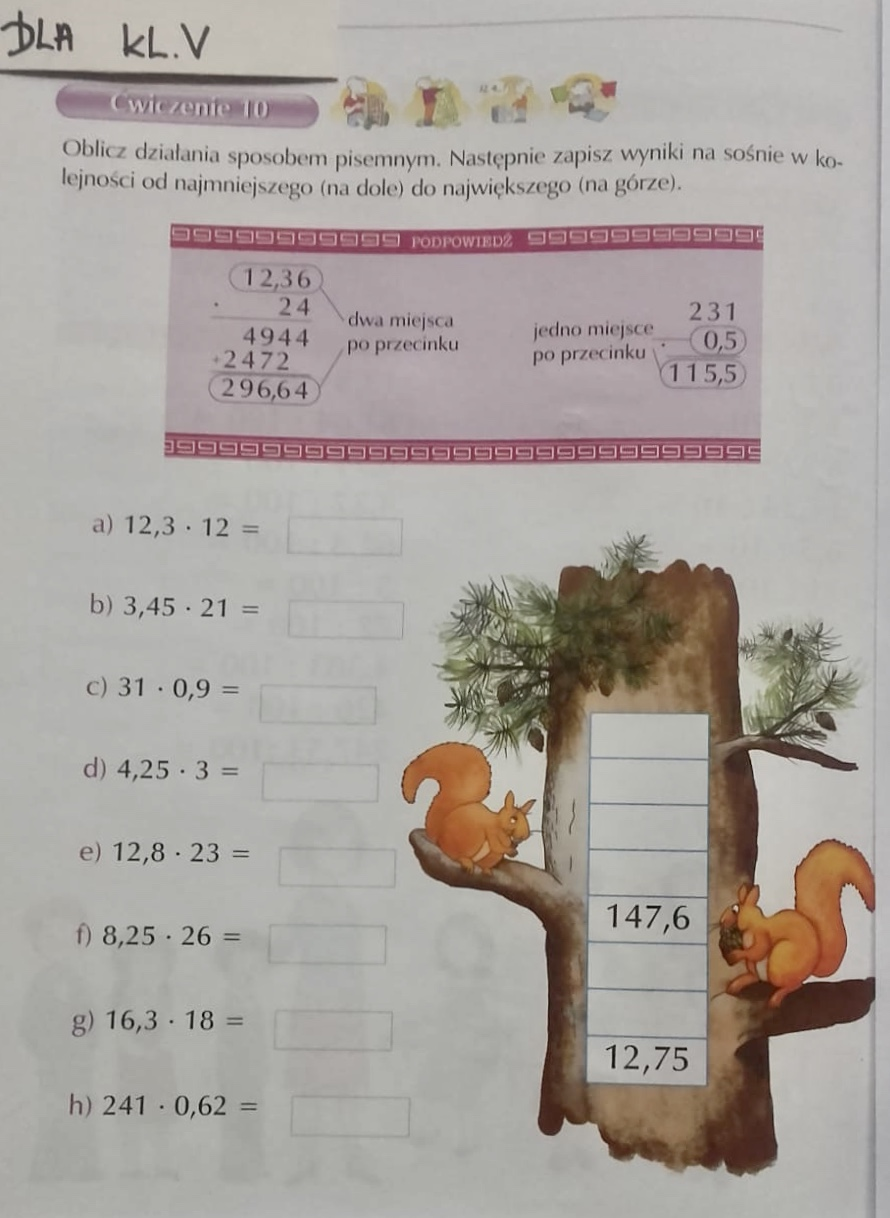 DLA KL.V
Ćwiczenie 10
Oblicz działania sposobem pisemnym. Następnie zapisz wyniki na sośnie w ko-
lejności od najmniejszego (na dole) do największego (na górze).
PODPOWIEDŹ
12,36
· 24
4944
+2472
296,64
dwa miejsca
po przecinku
jedno miejsce
po przecinku
231
· 0,5
115,5
a) 12,3 · 12 =
b) 3,45 · 21 =
c) 31 · 0,9 =
d) 4,25 · 3 =
e) 12,8 · 23 =
f) 8,25 · 26 =
g) 16,3 · 18 =
h) 241 · 0,62 =
147,6
12,75